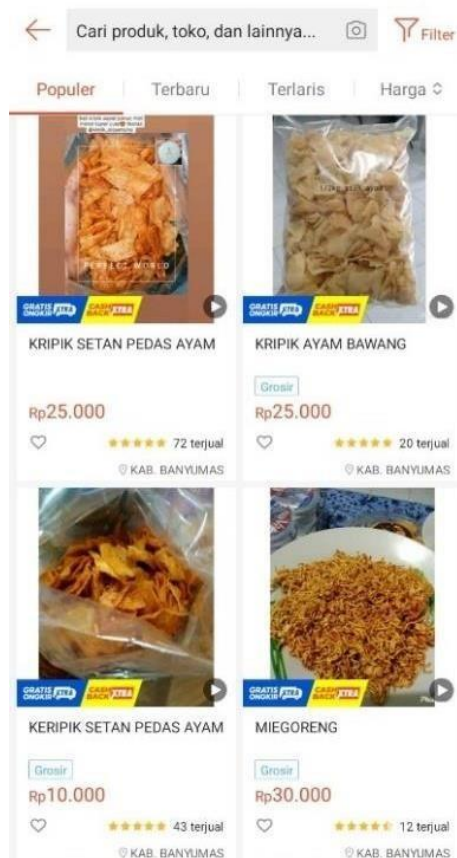 Cari produk, toko, dan lainnya...
Filter
Populer
Terbaru
Terlaris
Harga
PERFECT WORLD
GRATIS ONGKIR XTRA
CASHBACK XTRA
KRIPIK SETAN PEDAS AYAM
Rp25.000
72 terjual
KAB. BANYUMAS
GRATIS ONGKIR XTRA
CASHBACK XTRA
KRIPIK AYAM BAWANG
Grosir
Rp25.000
20 terjual
KAB. BANYUMAS
GRATIS ONGKIR XTRA
CASHBACK XTRA
KERIPIK SETAN PEDAS AYAM
Grosir
Rp10.000
43 terjual
KAB. BANYUMAS
GRATIS ONGKIR XTRA
CASHBACK XTRA
MIEGORENG
Grosir
Rp30.000
12 terjual
KAB. BANYUMAS